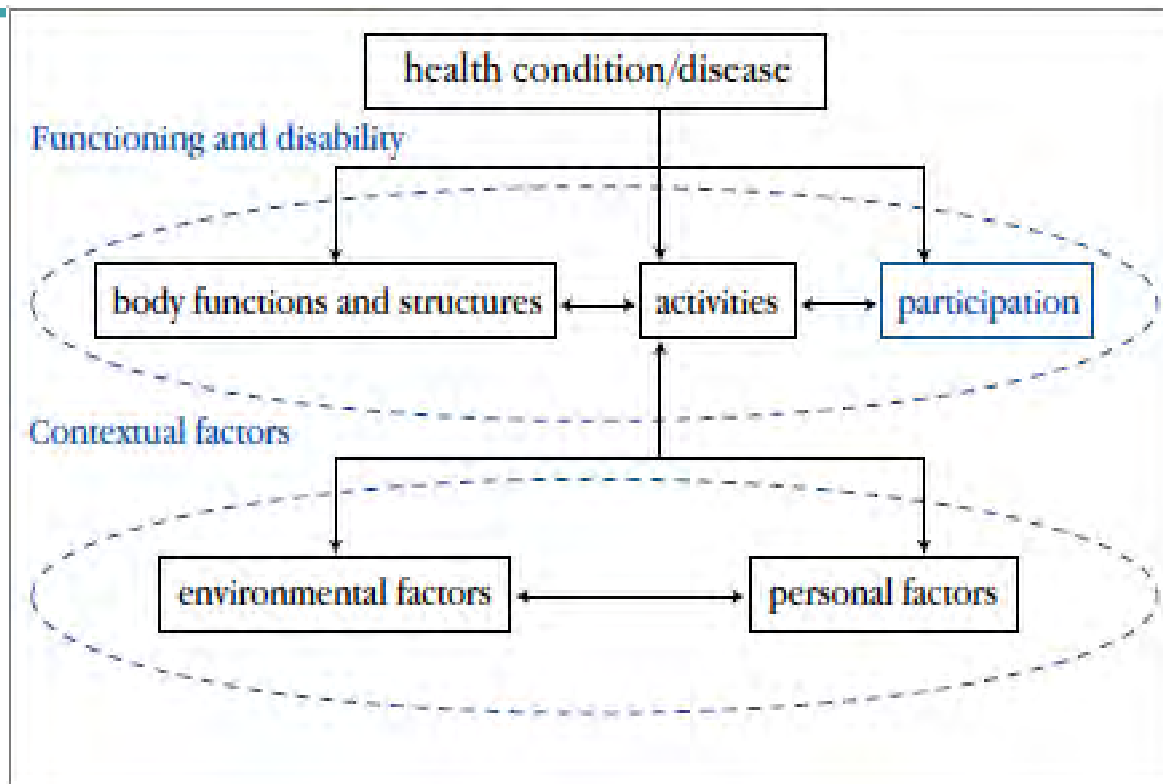 health condition/disease
Functioning and disability
body functions and structures
activities
participation
Contextual factors
environmental factors
personal factors